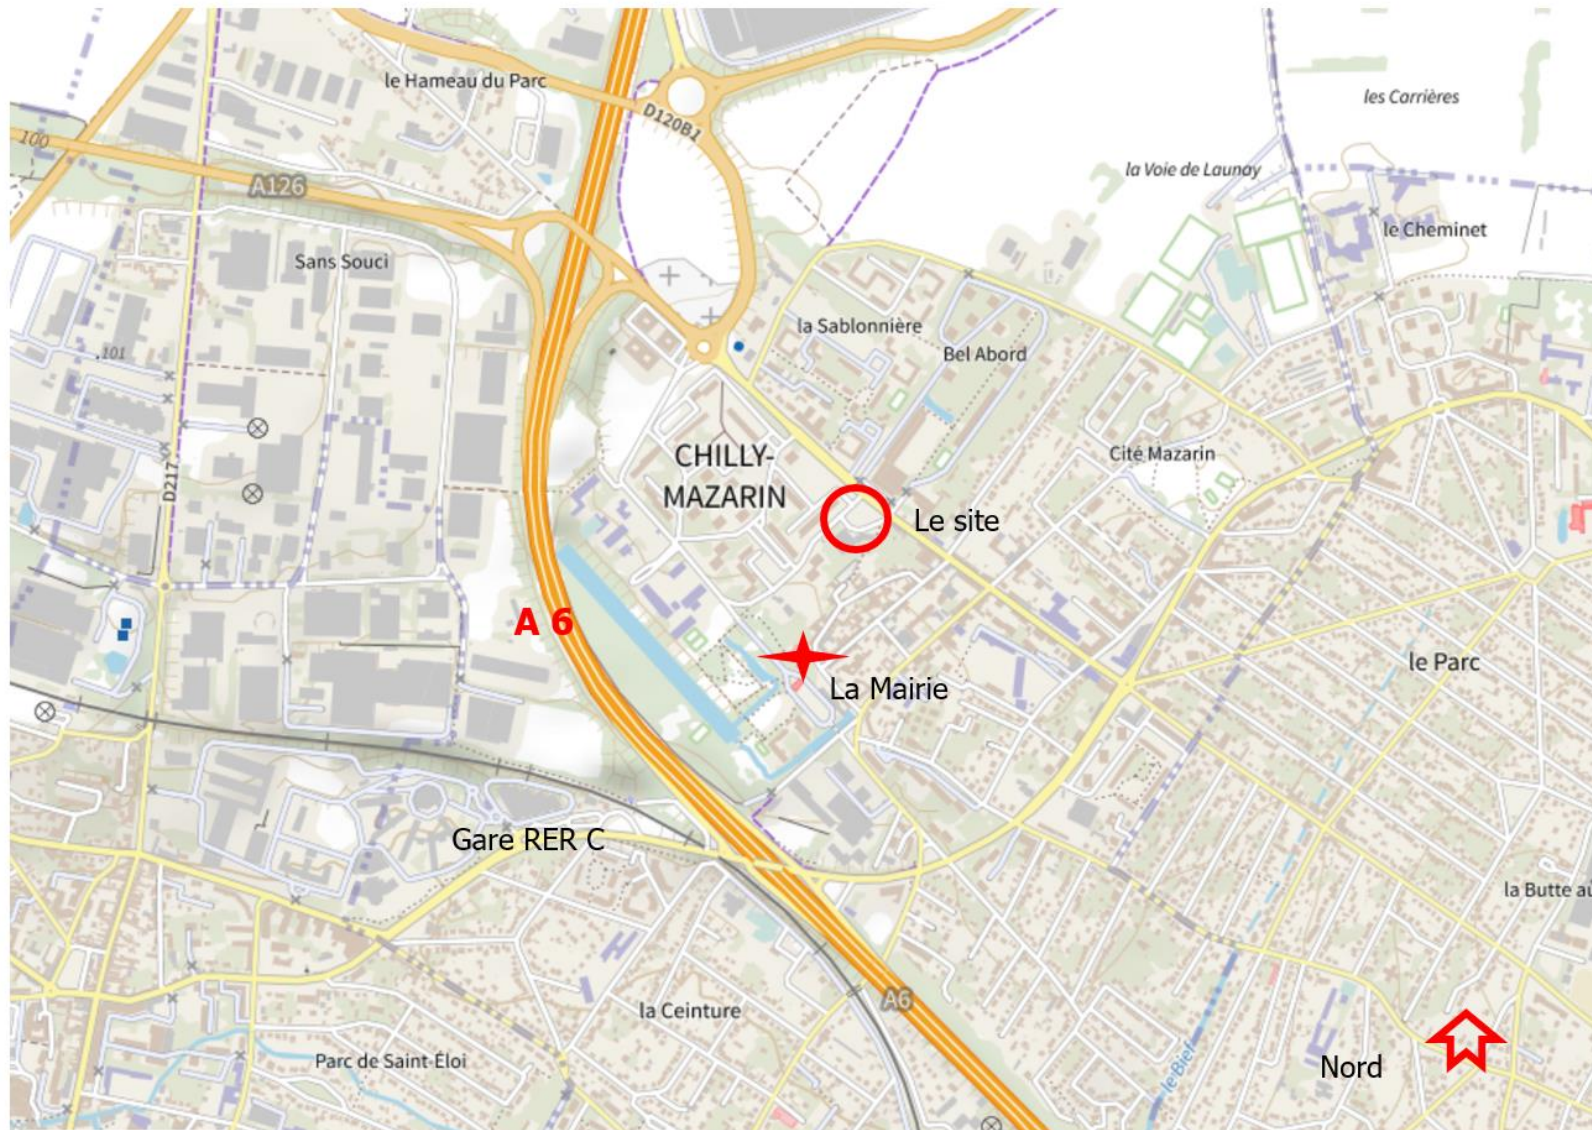 le Hameau du Parc
les Carrières
D120B1
100
la Voie de Launay
A126
le Cheminet
Sans Souci
la Sablonnière
101
Bel Abord
CHILLY-
MAZARIN
Cité Mazarin
D217
Le site
A 6
le Parc
La Mairie
Gare RER C
la Butte au
A6
la Ceinture
Parc de Saint-Éloi
le Bief
Nord